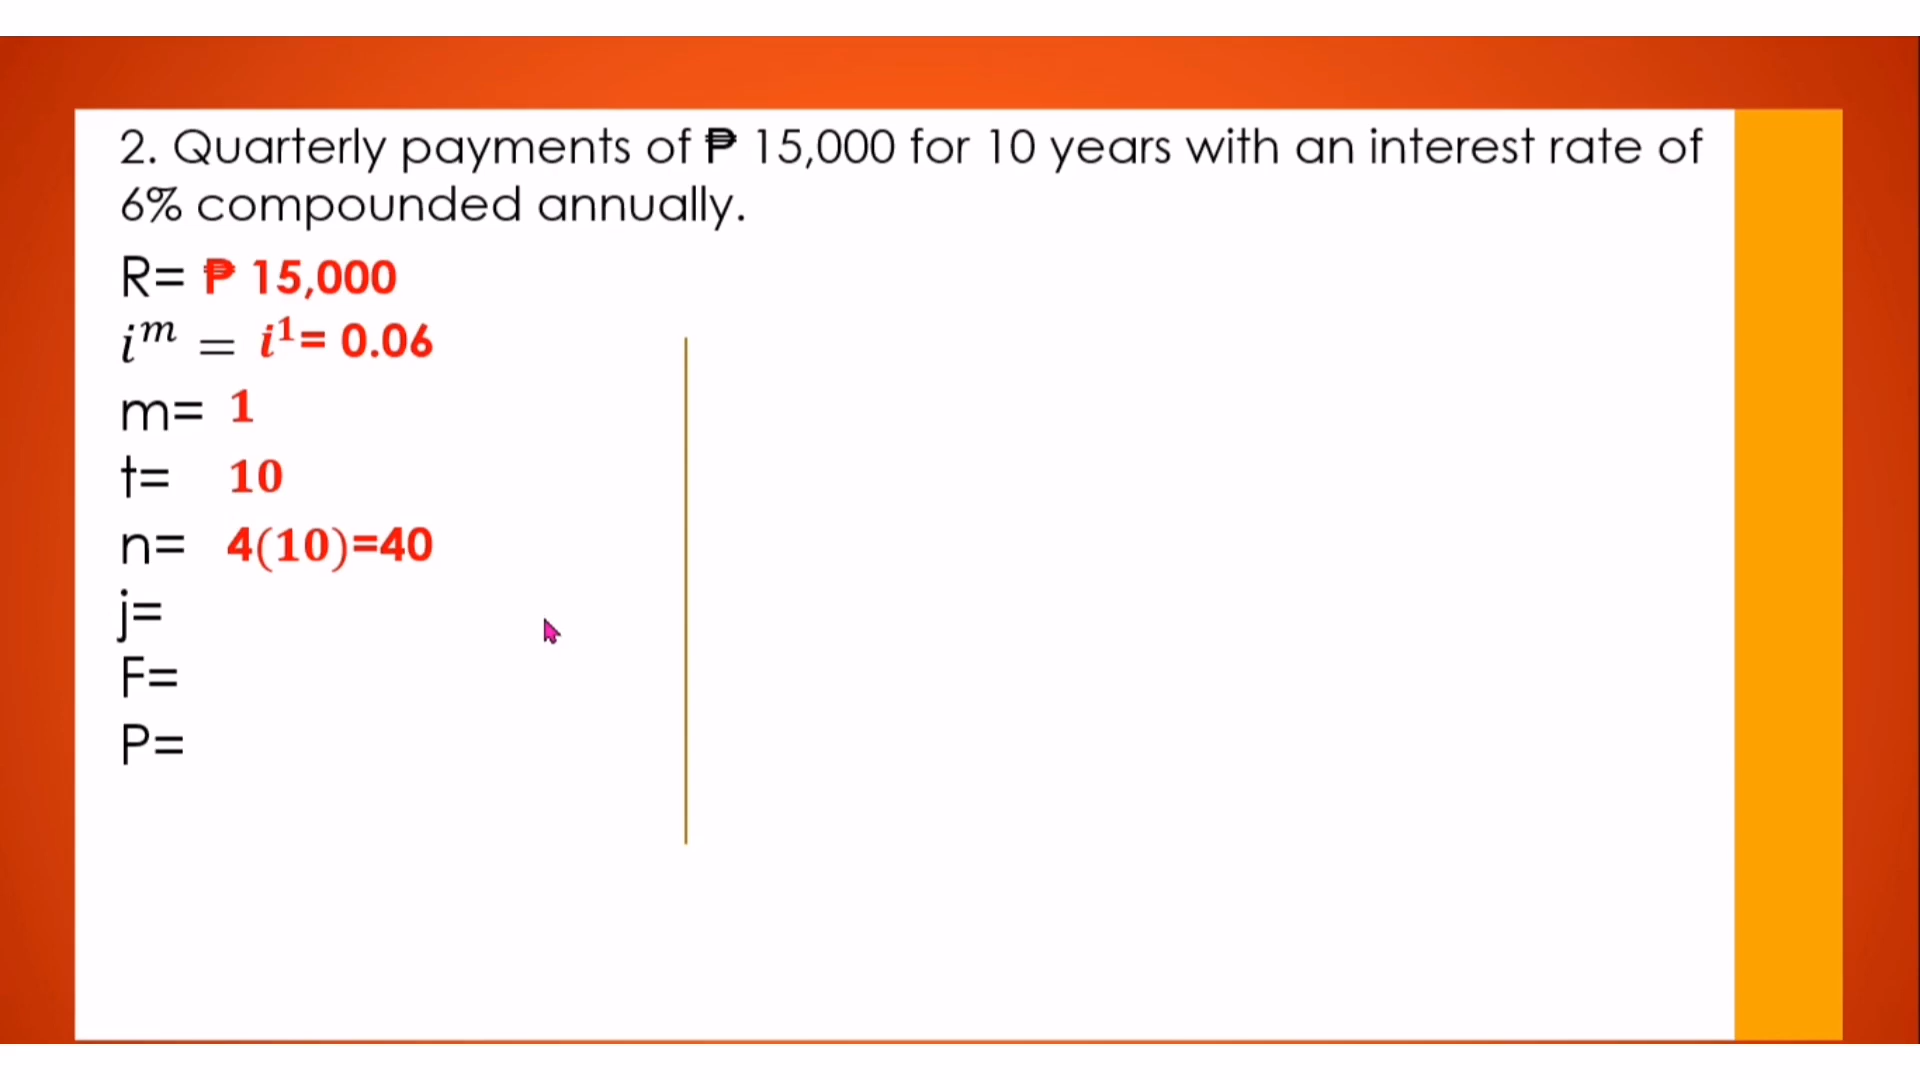 2. Quarterly payments of ₱ 15,000 for 10 years with an interest rate of
6% compounded annually.
R= ₱ 15,000
i^m = i^1= 0.06
m= 1
t= 10
n= 4(10)=40
j=
F=
P=